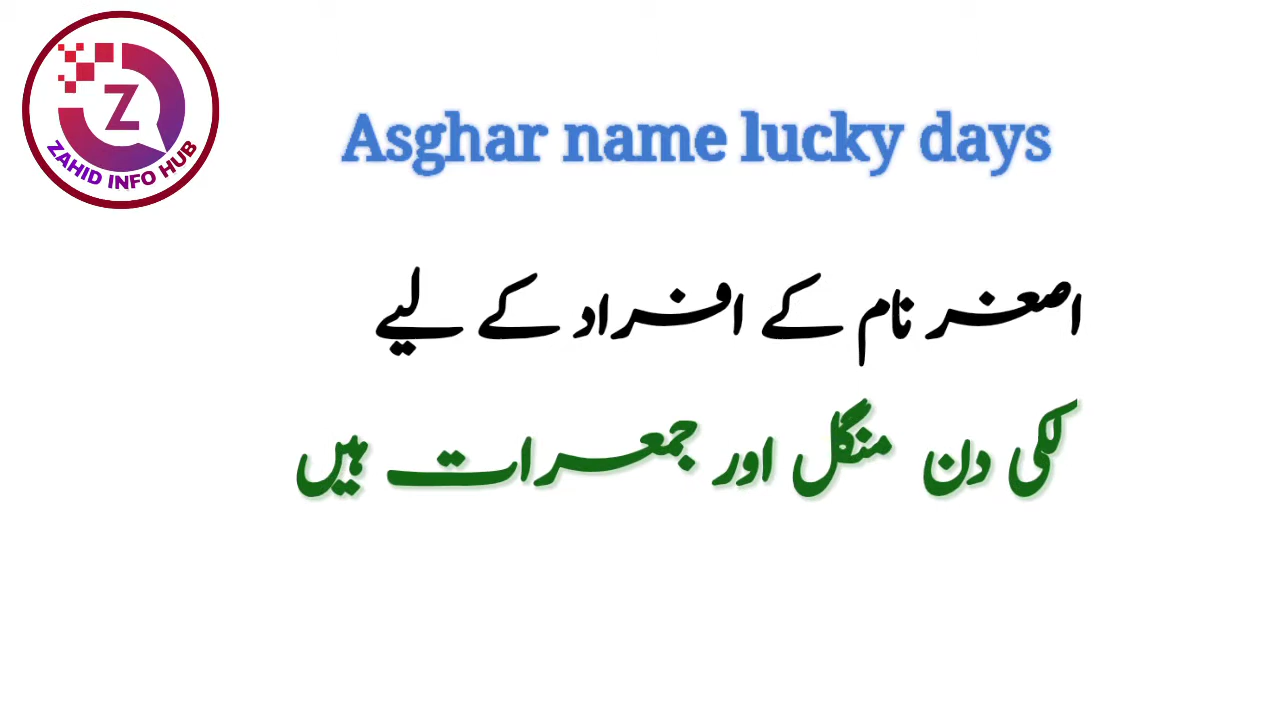 Z
ZAHID INFO HUB
Asghar name lucky days
اصغر نام کے افراد کے لیے
لکی دن منگل اور جمعرات ہیں